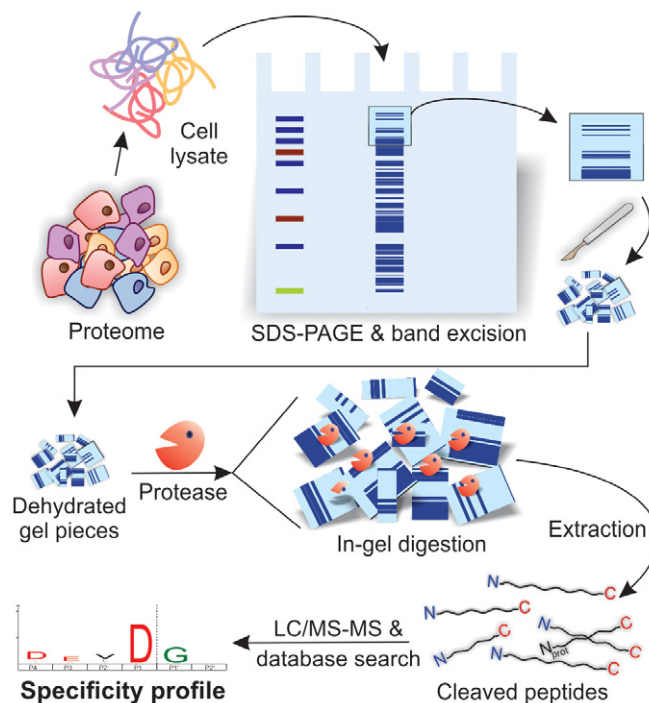 Cell
lysate
Proteome
SDS-PAGE & band excision
Dehydrated
gel pieces
Protease
In-gel digestion
Extraction
N C
N C
N C
N C
Nprot C
LC/MS-MS &
database search
Cleaved peptides
D E V D G
P4 P3 P2 P1 P1' P2'
Specificity profile